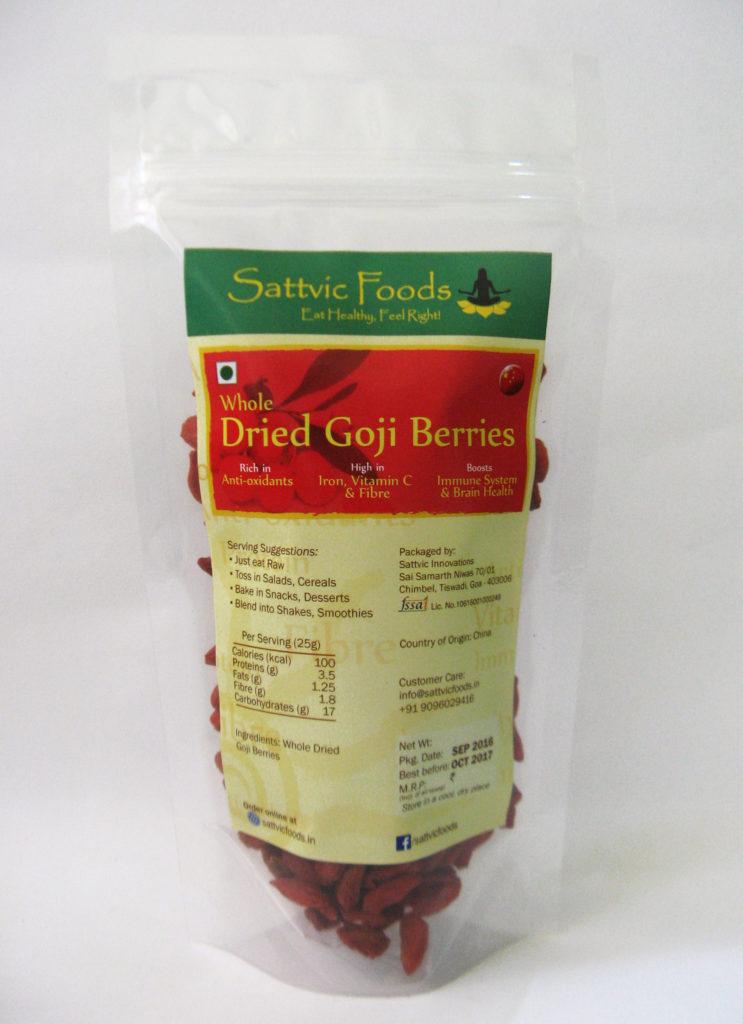 Sattvic Foods
Eat Healthy, Feel Right!
Whole
Dried Goji Berries
Rich in
Anti-oxidants
High in
Iron, Vitamin C
& Fibre
Boosts
Immune System
& Brain Health
Serving Suggestions:
• Just eat Raw
• Toss in Salads, Cereals
• Bake in Snacks, Desserts
• Blend into Shakes, Smoothies
Per Serving (25g)
Calories (kcal) 100
Proteins (g) 3.5
Fats (g) 1.25
Fibre (g) 1.8
Carbohydrates (g) 17
Ingredients: Whole Dried
Goji Berries
Order online at
sattvicfoods.in
Packaged by:
Sattvic Innovations
Sai Samarth Niwas 70/01
Chimbel, Tiswadi, Goa - 403006
fssai Lic. No.
Country of Origin: China
Customer Care:
info@sattvicfoods.in
+91 9096029416
Net Wt:
Pkg. Date: SEP 2016
Best before: OCT 2017
M.R.P: ₹
Store in a cool, dry place
/sattvicfoods